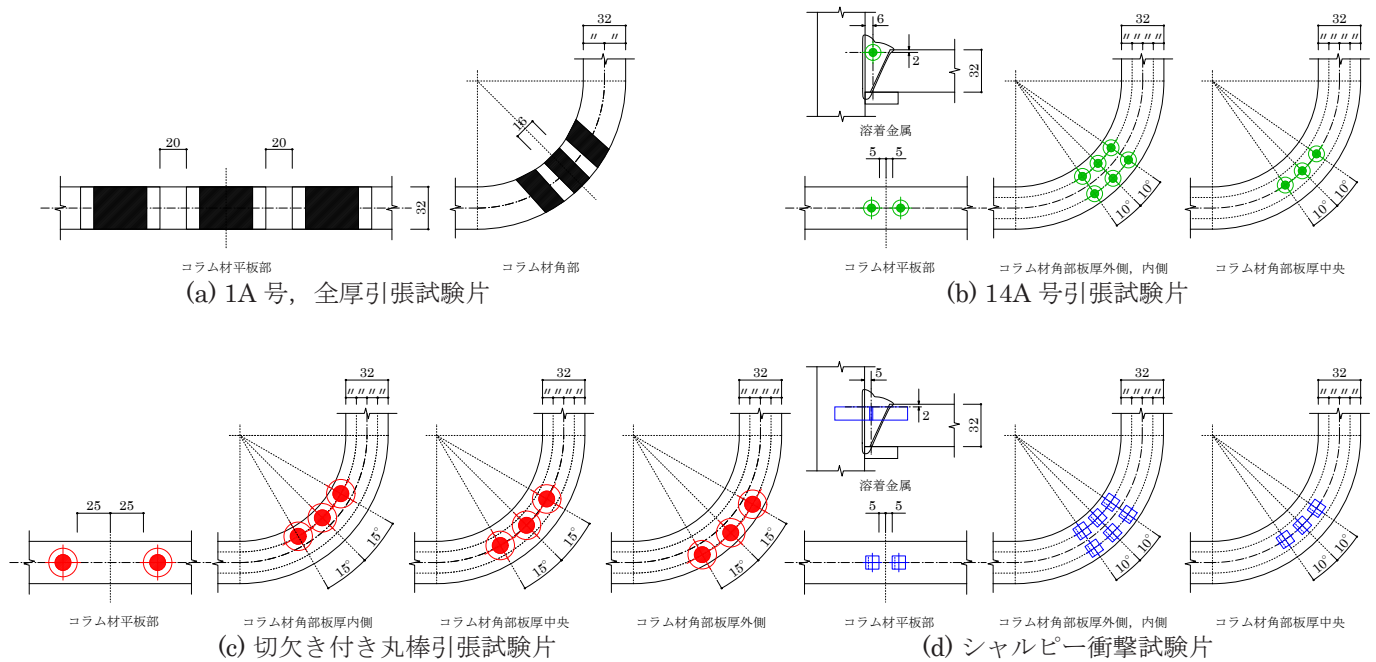 32
〃 〃
16
20 20
32
コラム材平板部
コラム材角部
(a) 1A 号，全厚引張試験片
6
2
32
溶着金属
5 5
コラム材平板部
32
〃〃〃〃
10° 10°
コラム材角部板厚外側，内側
32
〃〃〃〃
10° 10°
コラム材角部板厚中央
(b) 14A 号引張試験片
25 25
コラム材平板部
32
〃〃〃〃
15° 15°
コラム材角部板厚内側
32
〃〃〃〃
15° 15°
コラム材角部板厚中央
32
〃〃〃〃
15° 15°
コラム材角部板厚外側
(c) 切欠き付き丸棒引張試験片
5
2
32
溶着金属
5 5
コラム材平板部
32
〃〃〃〃
10° 10°
コラム材角部板厚外側，内側
32
〃〃〃〃
10° 10°
コラム材角部板厚中央
(d) シャルピー衝撃試験片